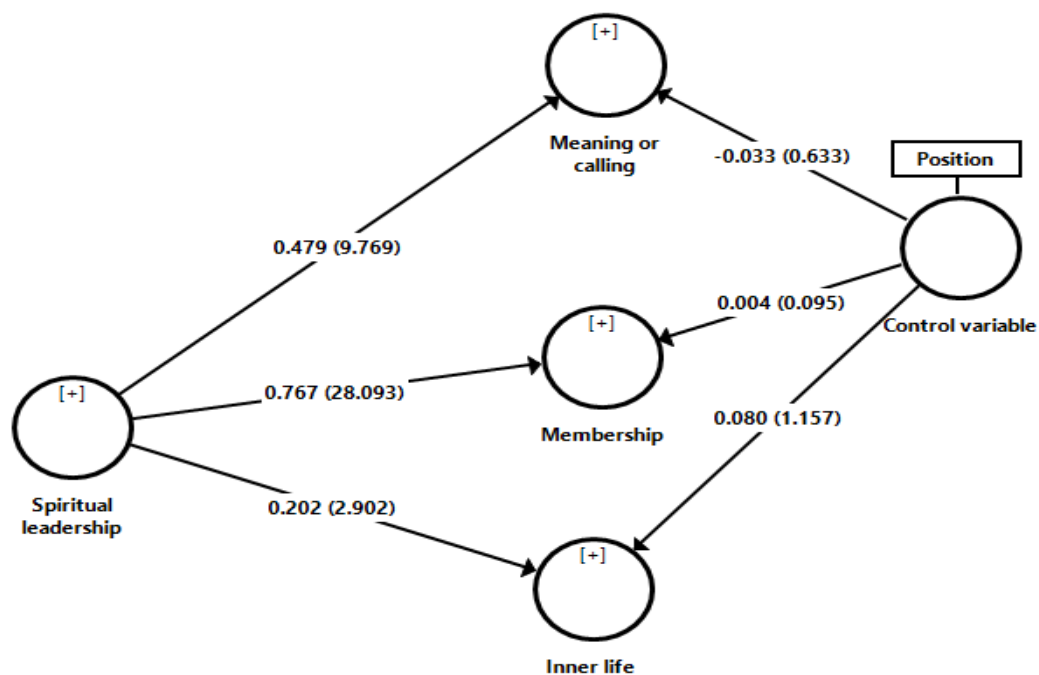 [+]
Meaning or
calling
-0.033 (0.633)
Position
0.479 (9.769)
0.004 (0.095)
Control variable
[+]
[+]
0.767 (28.093)
0.080 (1.157)
Membership
Spiritual
leadership
0.202 (2.902)
[+]
Inner life